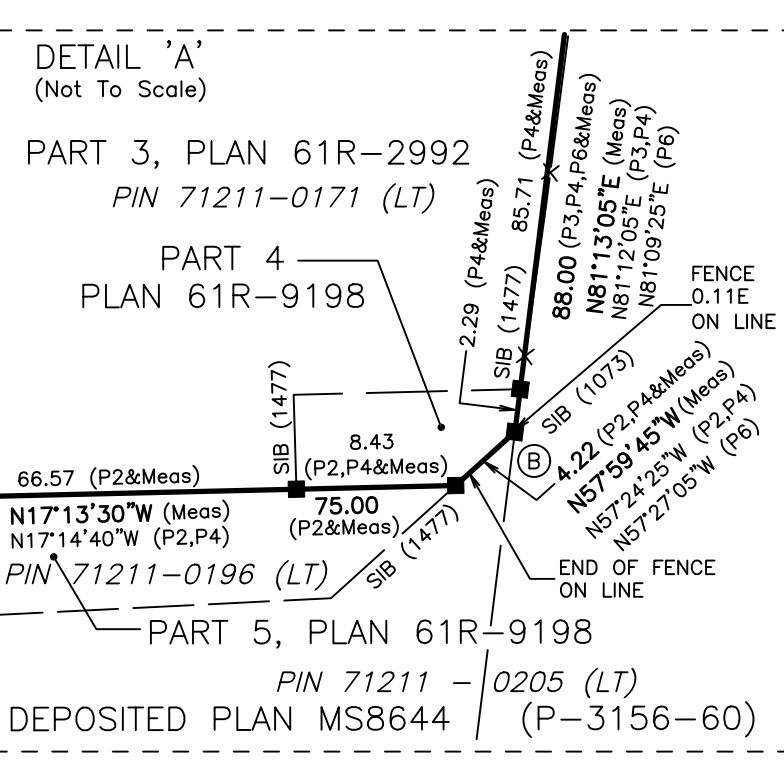 DETAIL 'A'
(Not To Scale)
PART 3, PLAN 61R-2992
PIN 71211-0171 (LT)
PART 4
PLAN 61R-9198
2.29 (P4&Meas)
SIB (1477)
85.71 (P4&Meas)
88.00 (P3,P4,P6&Meas)
N81°13'05"E (Meas)
N81°12'05"E (P3,P4)
N81°09'25"E (P6)
FENCE
0.11E
ON LINE
SIB (1073)
B
4.22 (P2,P4&Meas)
N57°59'45"W (Meas)
N57°24'25"W (P2,P4)
N57°27'05"W (P6)
SIB (1477)
8.43
(P2,P4&Meas)
66.57 (P2&Meas)
75.00
(P2&Meas)
N17°13'30"W (Meas)
N17°14'40"W (P2,P4)
SIB (1477)
PIN 71211-0196 (LT)
END OF FENCE
ON LINE
PART 5, PLAN 61R-9198
PIN 71211 - 0205 (LT)
DEPOSITED PLAN MS8644 (P-3156-60)